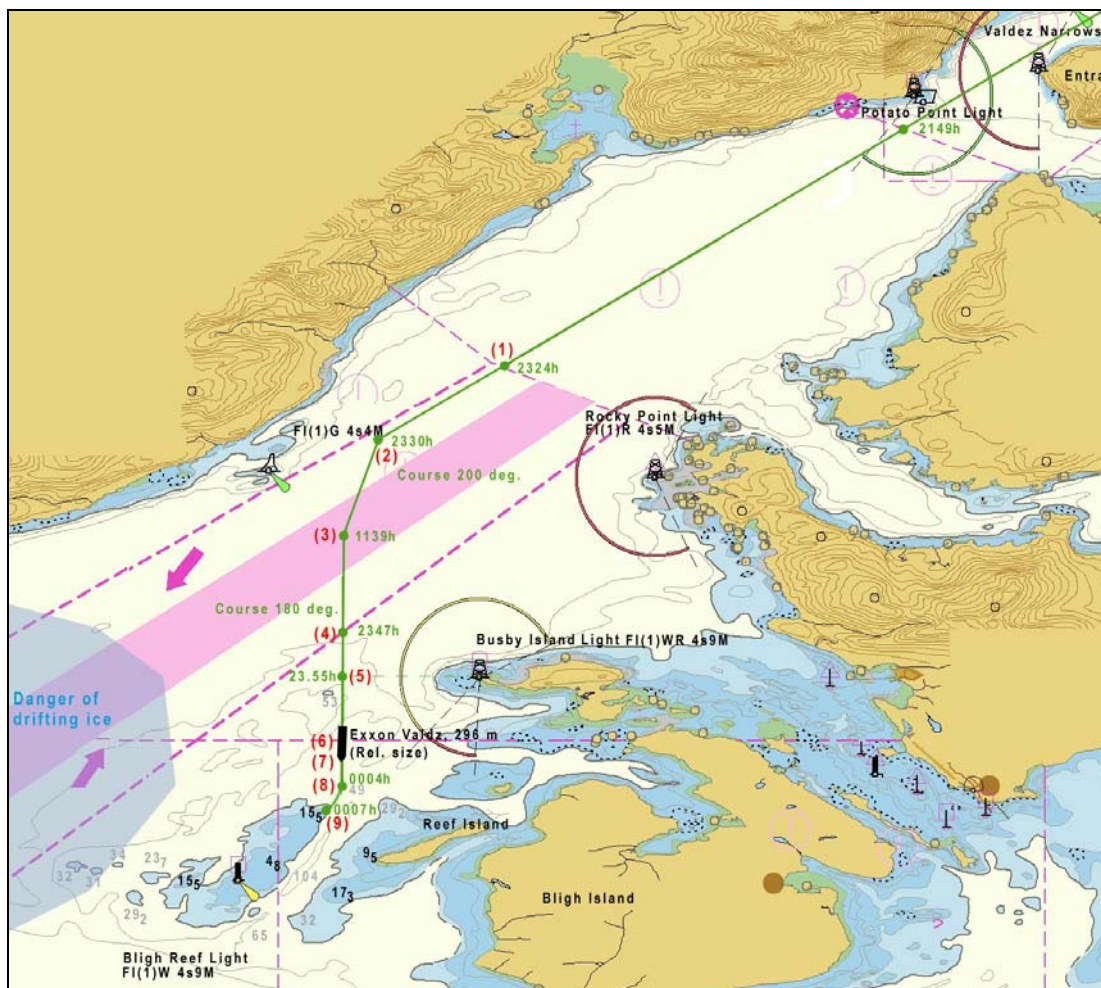 Valdez Narrows
Entra
Potato Point Light
2149h
(1)
2324h
Rocky Point Light
Fl(1)R 4s5M
Fl(1)G 4s4M
2330h
(2)
Course 200 deg.
(3)
1139h
Course 180 deg.
(4)
2347h
Busby Island Light Fl(1)WR 4s9M
23.55h
(5)
Danger of
drifting ice
53
(6)
Exxon Valdz, 296 m
(7)
(Rel. size)
(8)
0004h
49
15₅
0007h
29₂
(9)
Reef Island
34
23₇
4₈
9₅
32
31
15₅
104
17₃
Bligh Island
29₂
32
65
Bligh Reef Light
Fl(1)W 4s9M